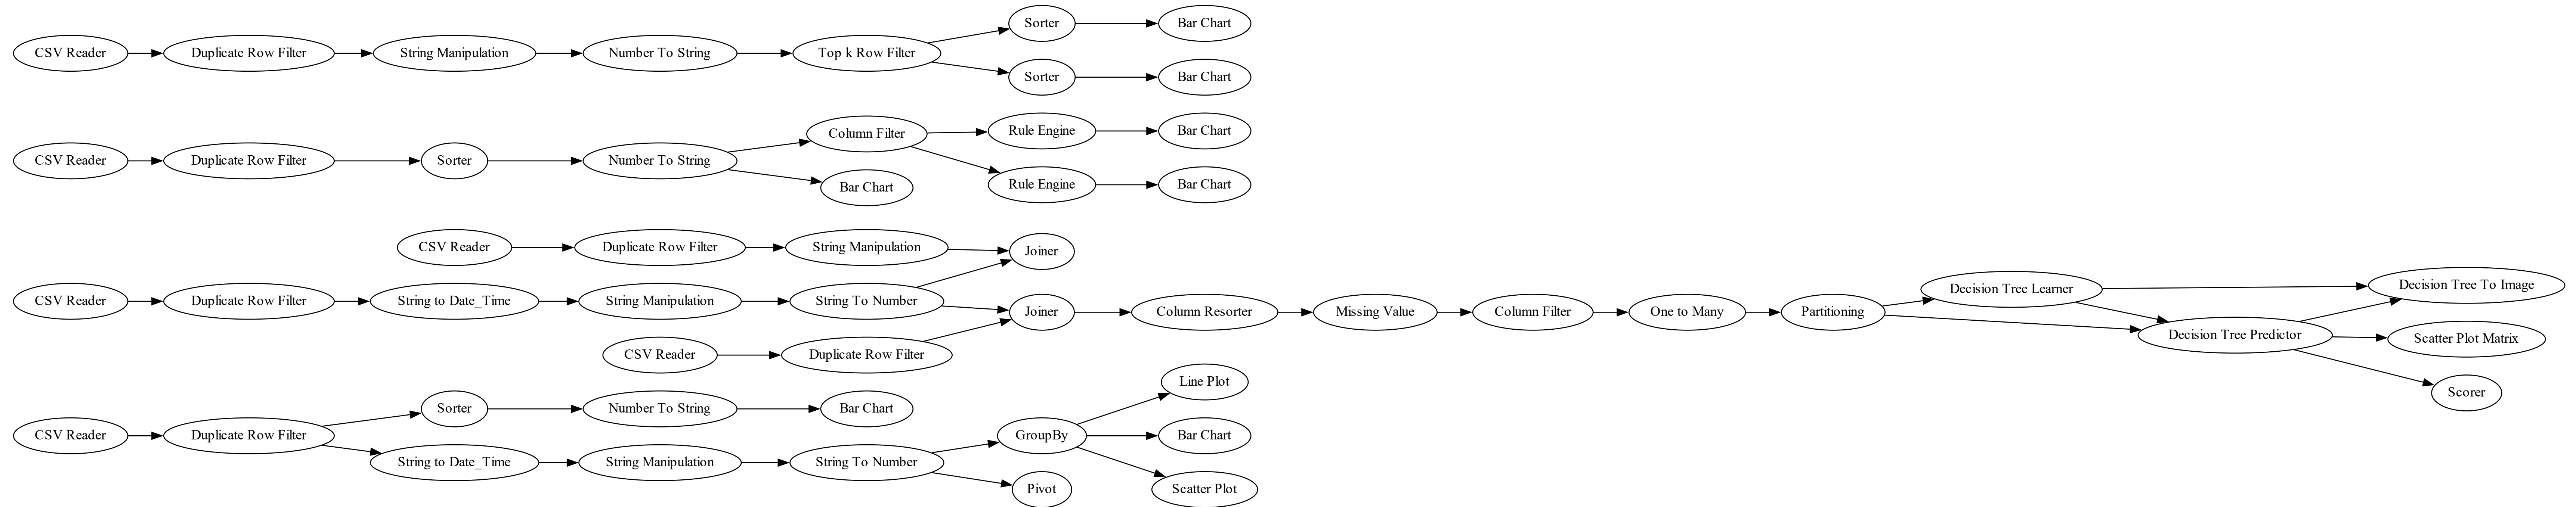 Sorter
Bar Chart
CSV Reader
Duplicate Row Filter
String Manipulation
Number To String
Top k Row Filter
Sorter
Bar Chart
Column Filter
Rule Engine
Bar Chart
CSV Reader
Duplicate Row Filter
Sorter
Number To String
Bar Chart
Rule Engine
Bar Chart
CSV Reader
Duplicate Row Filter
String Manipulation
Joiner
CSV Reader
Duplicate Row Filter
String to Date_Time
String Manipulation
String To Number
Joiner
Column Resorter
Missing Value
Column Filter
One to Many
Partitioning
Decision Tree Learner
Decision Tree To Image
Decision Tree Predictor
Scatter Plot Matrix
Scorer
CSV Reader
Duplicate Row Filter
Line Plot
Sorter
Number To String
Bar Chart
CSV Reader
Duplicate Row Filter
GroupBy
Bar Chart
String to Date_Time
String Manipulation
String To Number
Pivot
Scatter Plot